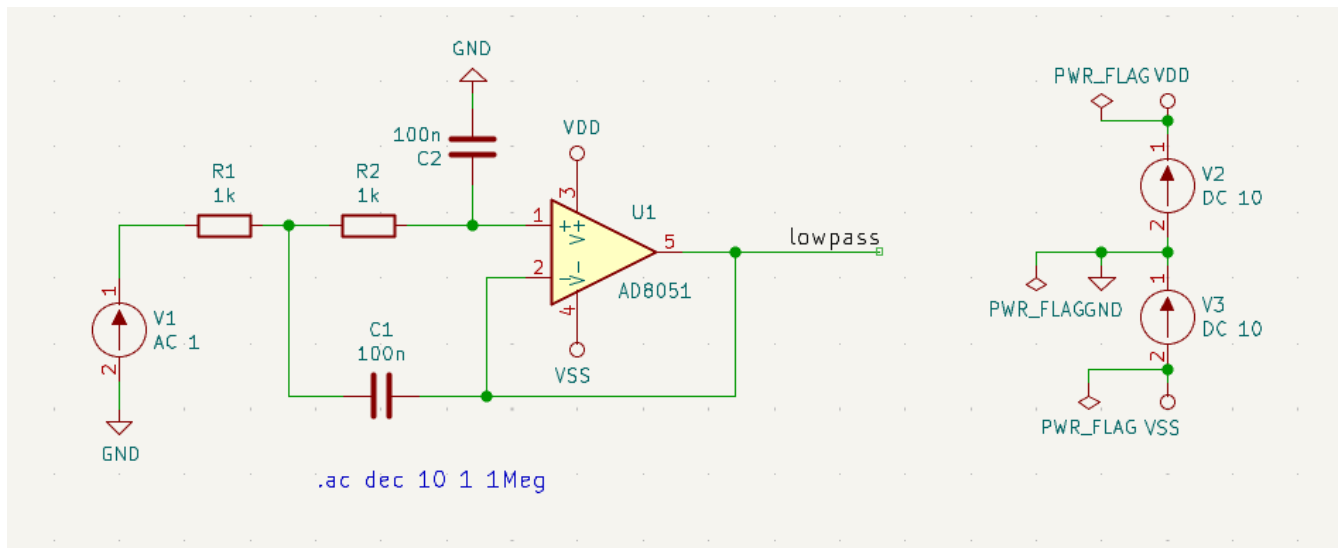 GND
PWR_FLAG VDD
100n
C2
VDD
R1
1k
R2
1k
3
1
V2
DC 10
2
1
++
V+
U1
5
lowpass
2
V-
AD8051
4
1
V1
AC 1
2
C1
100n
VSS
PWR_FLAG GND
1
V3
DC 10
2
GND
PWR_FLAG VSS
.ac dec 10 1 1Meg